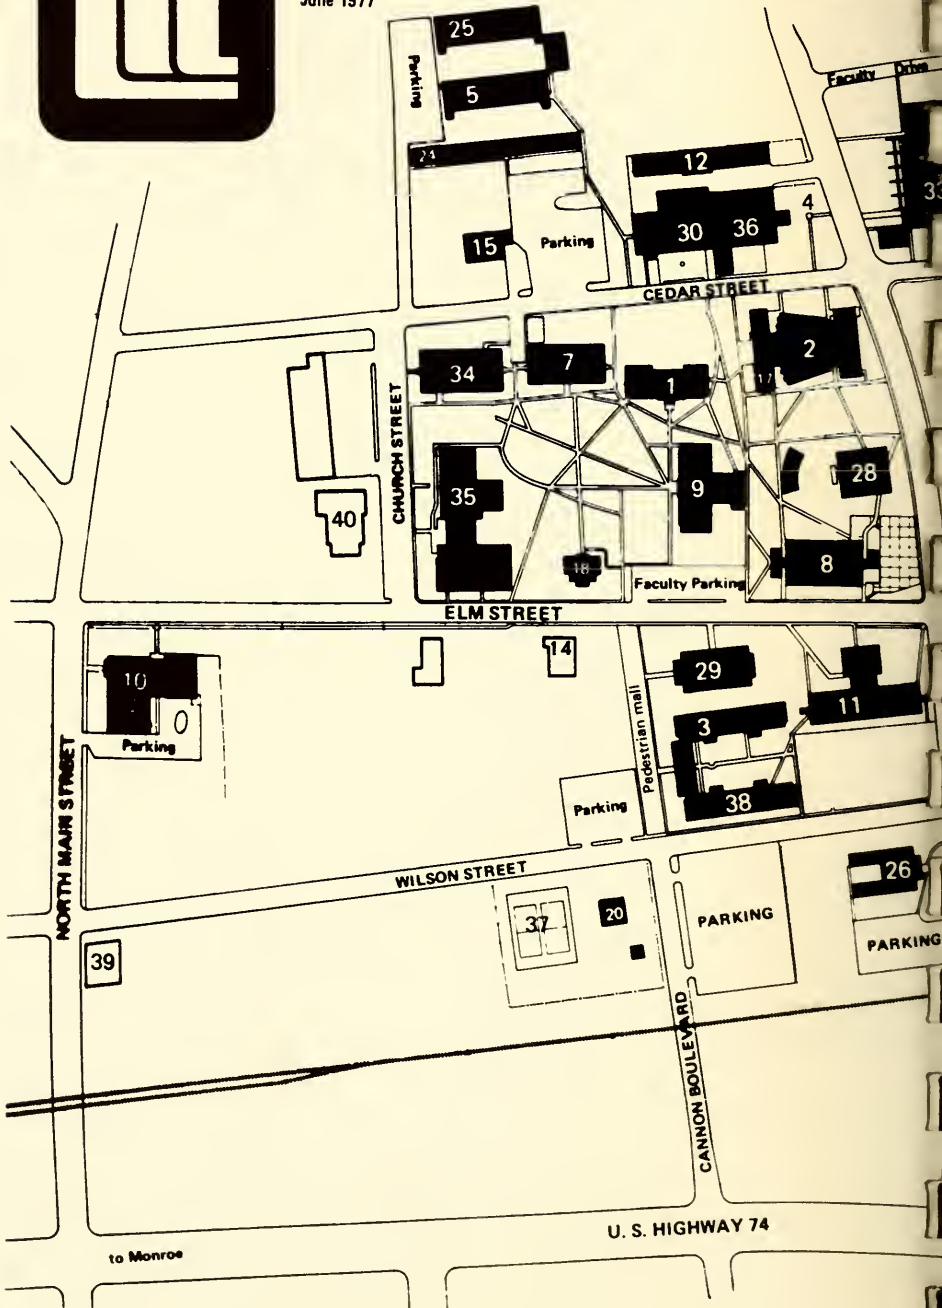 June 1977
25
Parking
5
24
12
Faculty Drive
33
4
15
Parking
30
36
CEDAR STREET
34
7
1
17
2
CHURCH STREET
35
9
28
40
18
8
Faculty Parking
ELM STREET
14
10
29
11
Parking
Pedestrian mall
3
Parking
38
NORTH MAIN STREET
WILSON STREET
26
37
20
PARKING
PARKING
39
CANNON BOULEVARD
U. S. HIGHWAY 74
to Monroe